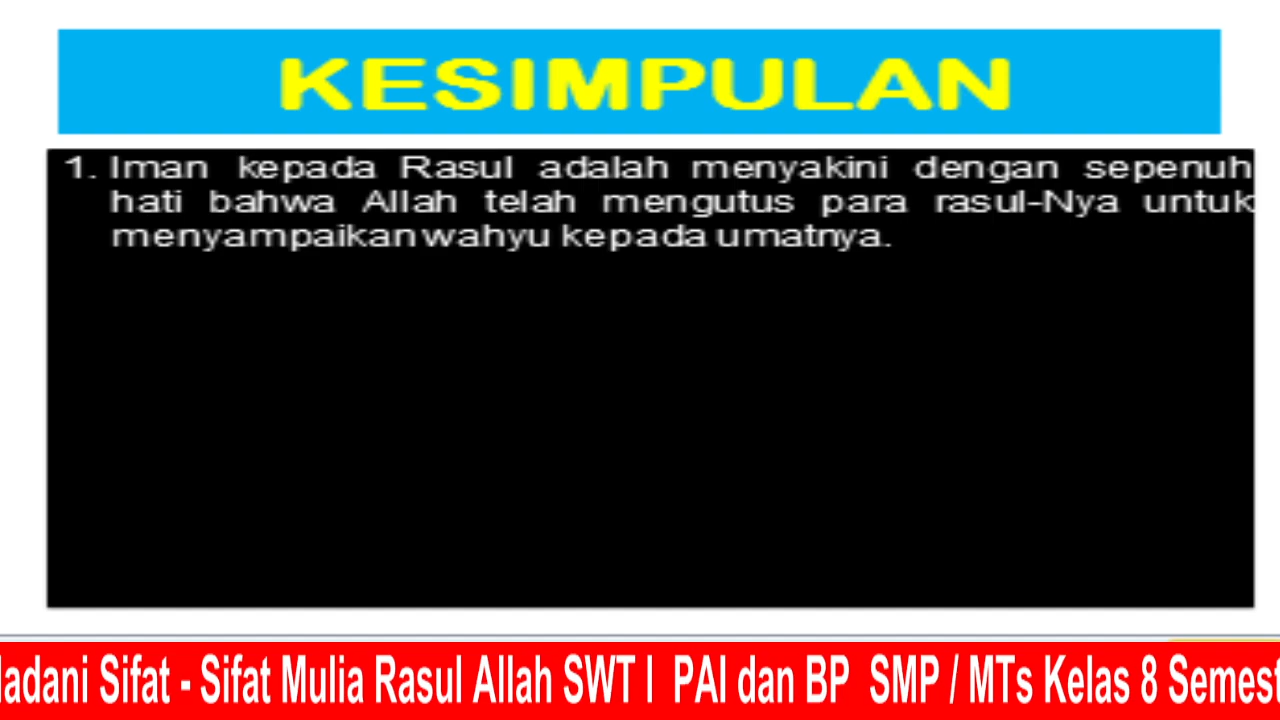 KESIMPULAN
1. Iman kepada Rasul adalah menyakini dengan sepenuh
hati bahwa Allah telah mengutus para rasul-Nya untuk
menyampaikan wahyu kepada umatnya.
Sifat - Sifat Mulia Rasul Allah SWT l PAI dan BP SMP / MTs Kelas 8